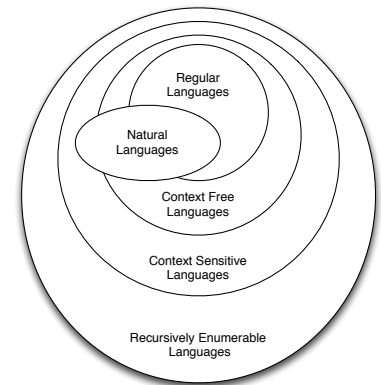 Regular
Languages
Natural
Languages
Context Free
Languages
Context Sensitive
Languages
Recursively Enumerable
Languages